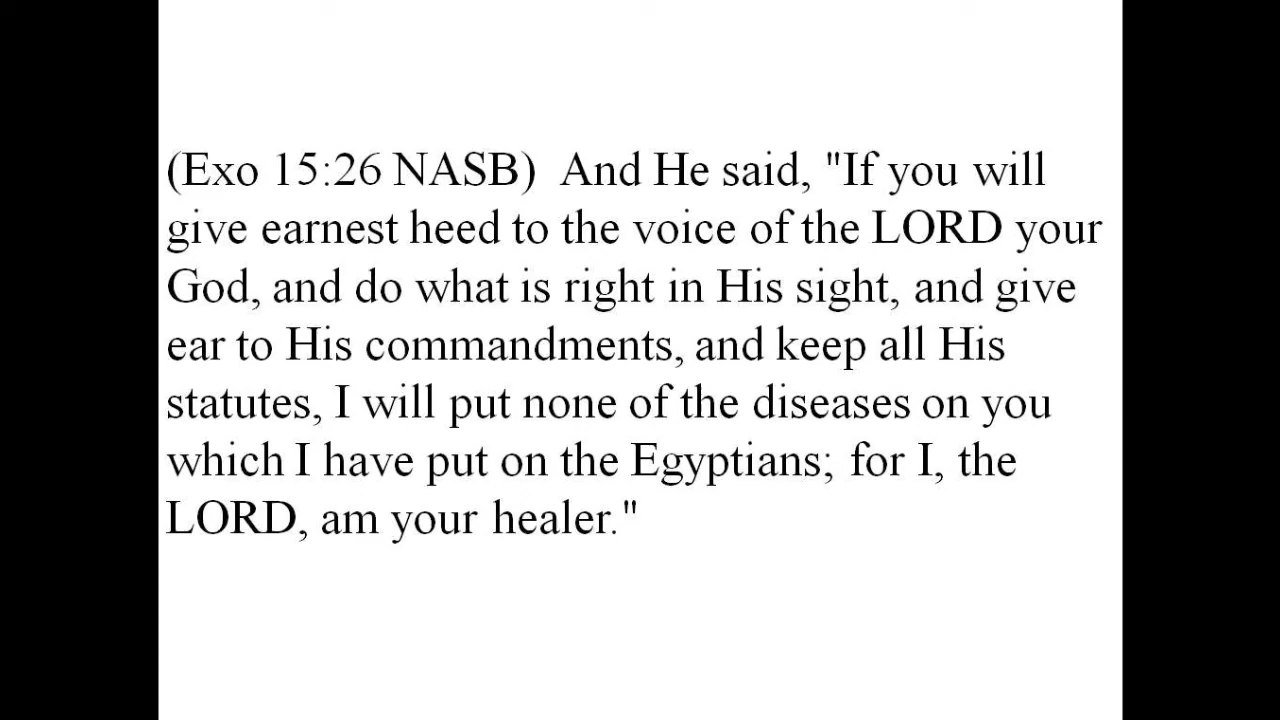 (Exo 15:26 NASB)  And He said, "If you will
give earnest heed to the voice of the LORD your
God, and do what is right in His sight, and give
ear to His commandments, and keep all His
statutes, I will put none of the diseases on you
which I have put on the Egyptians; for I, the
LORD, am your healer."